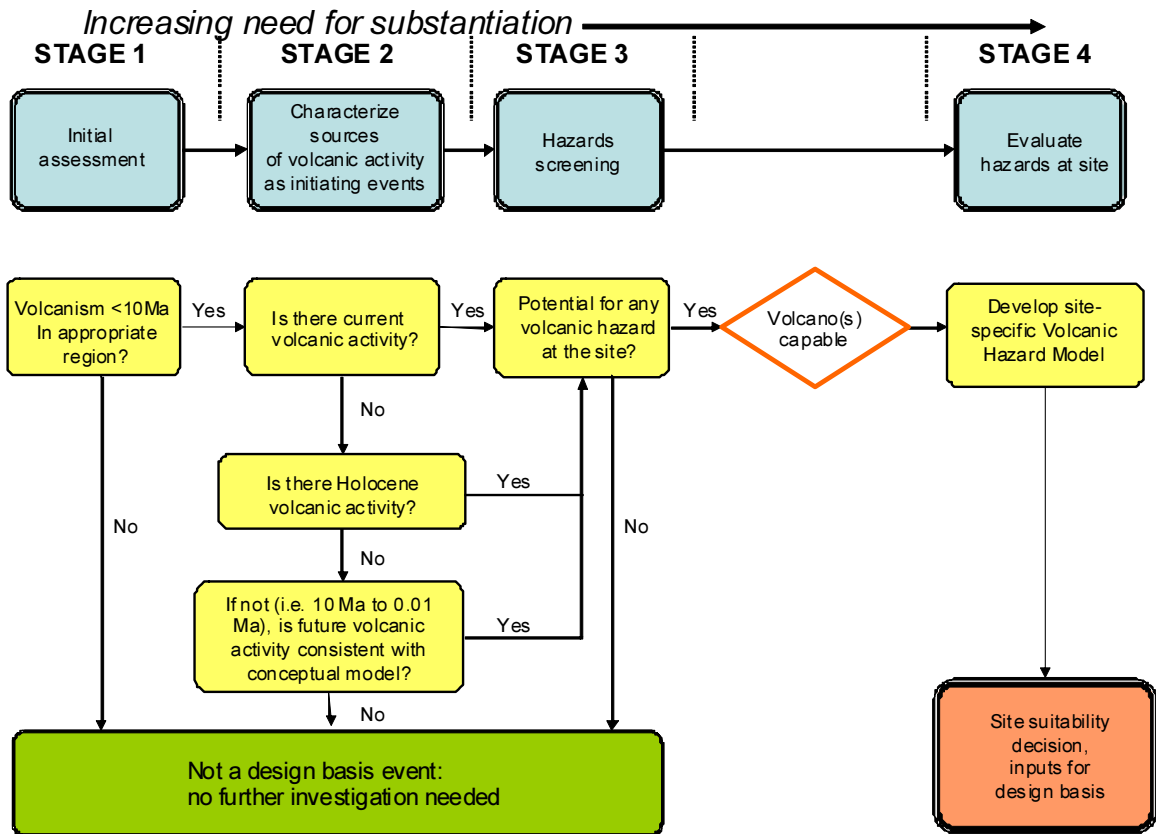 Increasing need for substantiation
STAGE 1
STAGE 2
STAGE 3
STAGE 4
Initial
assessment
Characterize
sources
of volcanic activity
as initiating events
Hazards
screening
Evaluate
hazards at site
Volcanism <10Ma
In appropriate
region?
Yes
Is there current
volcanic activity?
Yes
Potential for any
volcanic hazard
at the site?
Yes
Volcano(s)
capable
Develop site-
specific Volcanic
Hazard Model
No
Is there Holocene
volcanic activity?
Yes
No
No
No
If not (i.e. 10 Ma to 0.01
Ma), is future volcanic
activity consistent with
conceptual model?
Yes
No
Not a design basis event:
no further investigation needed
Site suitability
decision,
inputs for
design basis